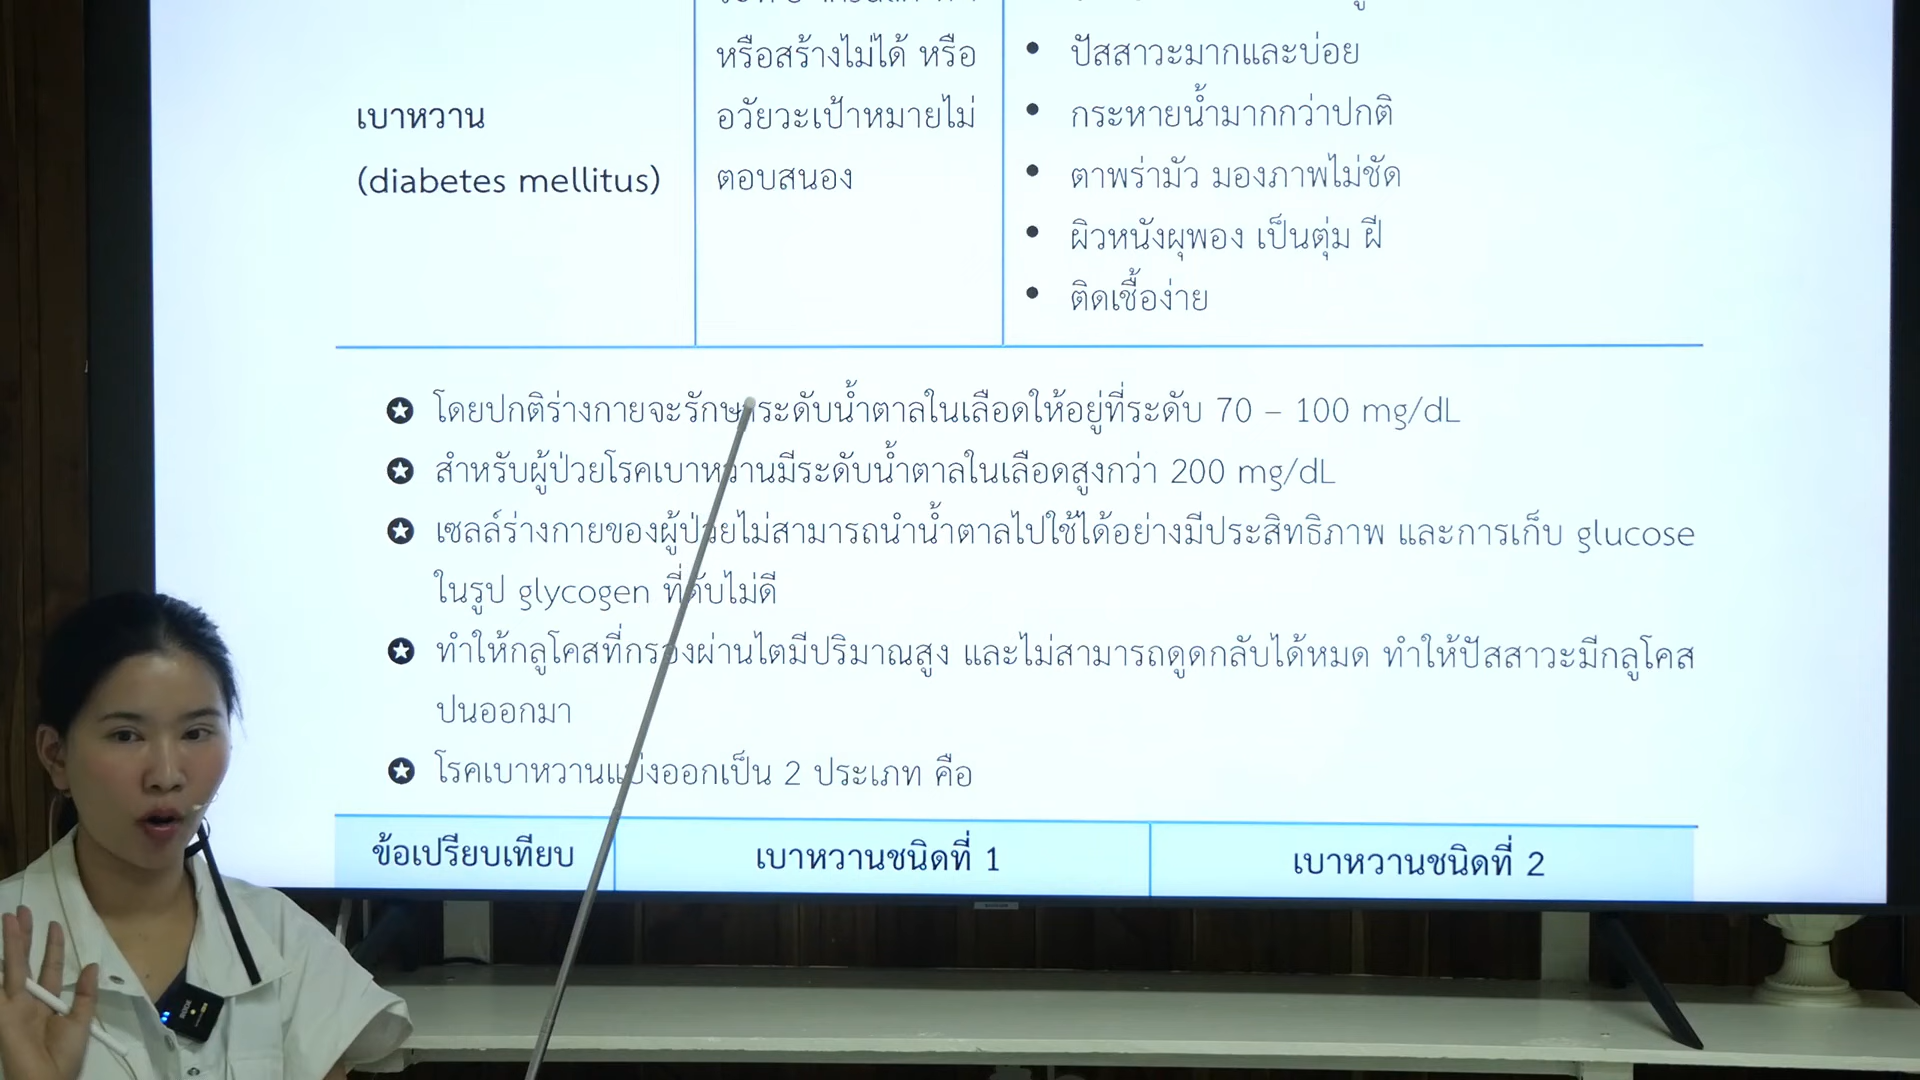 หรือสร้างไม่ได้ หรือ
อวัยวะเป้าหมายไม่
ตอบสนอง
เบาหวาน
(diabetes mellitus)
• ปัสสาวะมากและบ่อย
• กระหายน้ำมากกว่าปกติ
• ตาพร่ามัว มองภาพไม่ชัด
• ผิวหนังผุพอง เป็นตุ่ม ฝี
• ติดเชื้อง่าย
โดยปกติร่างกายจะรักษาระดับน้ำตาลในเลือดให้อยู่ที่ระดับ 70 – 100 mg/dL
สำหรับผู้ป่วยโรคเบาหวานมีระดับน้ำตาลในเลือดสูงกว่า 200 mg/dL
เซลล์ร่างกายของผู้ป่วยไม่สามารถนำน้ำตาลไปใช้ได้อย่างมีประสิทธิภาพ และการเก็บ glucose
ในรูป glycogen ที่ตับไม่ดี
ทำให้กลูโคสที่กรองผ่านไตมีปริมาณสูง และไม่สามารถดูดกลับได้หมด ทำให้ปัสสาวะมีกลูโคส
ปนออกมา
โรคเบาหวานแบ่งออกเป็น 2 ประเภท คือ
ข้อเปรียบเทียบ
เบาหวานชนิดที่ 1
เบาหวานชนิดที่ 2